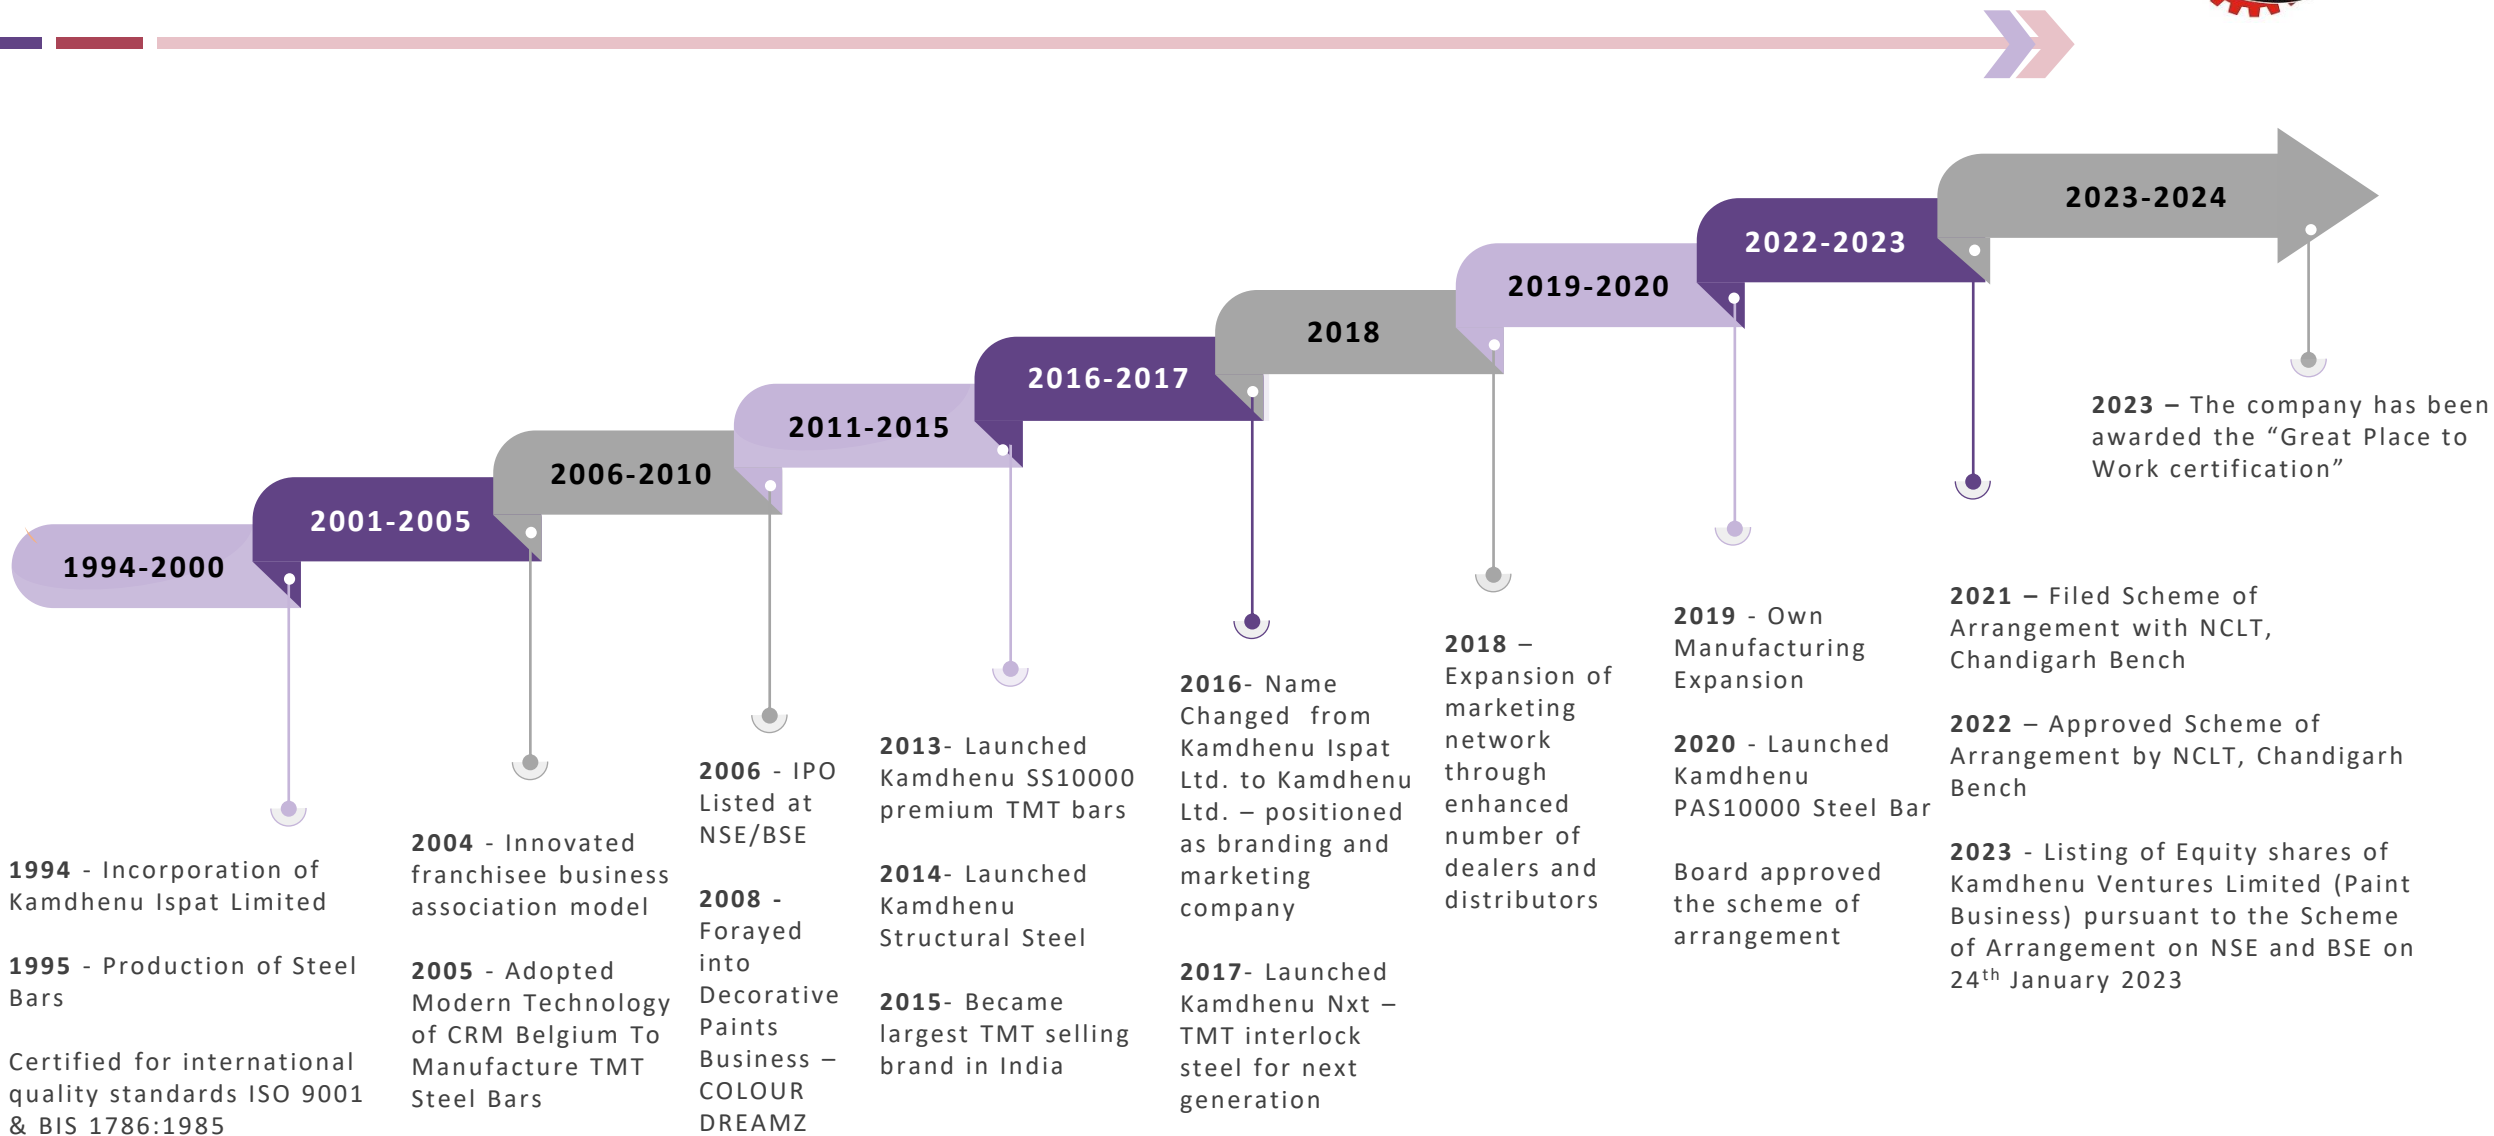 1994-2000
2001-2005
2006-2010
2011-2015
2016-2017
2018
2019-2020
2022-2023
2023-2024
1994 - Incorporation of
Kamdhenu Ispat Limited
1995 - Production of Steel
Bars
Certified for international
quality standards ISO 9001
& BIS 1786:1985
2004 - Innovated
franchisee business
association model
2005 - Adopted
Modern Technology
of CRM Belgium To
Manufacture TMT
Steel Bars
2006 - IPO
Listed at
NSE/BSE
2008 -
Forayed
into
Decorative
Paints
Business –
COLOUR
DREAMZ
2013- Launched
Kamdhenu SS10000
premium TMT bars
2014- Launched
Kamdhenu
Structural Steel
2015- Became
largest TMT selling
brand in India
2016- Name
Changed from
Kamdhenu Ispat
Ltd. to Kamdhenu
Ltd. – positioned
as branding and
marketing
company
2017- Launched
Kamdhenu Nxt –
TMT interlock
steel for next
generation
2018 –
Expansion of
marketing
network
through
enhanced
number of
dealers and
distributors
2019 - Own
Manufacturing
Expansion
2020 - Launched
Kamdhenu
PAS10000 Steel Bar
Board approved
the scheme of
arrangement
2021 – Filed Scheme of
Arrangement with NCLT,
Chandigarh Bench
2022 – Approved Scheme of
Arrangement by NCLT, Chandigarh
Bench
2023 - Listing of Equity shares of
Kamdhenu Ventures Limited (Paint
Business) pursuant to the Scheme
of Arrangement on NSE and BSE on
24th January 2023
2023 – The company has been
awarded the “Great Place to
Work certification”